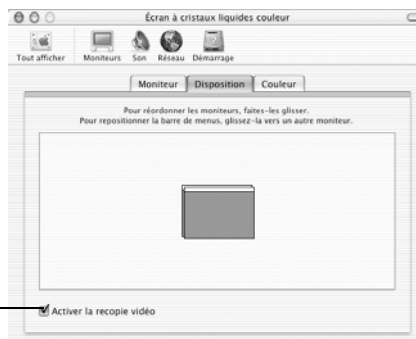 Écran à cristaux liquides couleur
Tout afficher Moniteurs Son Réseau Démarrage
Moniteur Disposition Couleur
Pour réordonner les moniteurs, faites-les glisser.
Pour repositionner la barre de menus, glissez-la vers un autre moniteur.
Activer la recopie vidéo